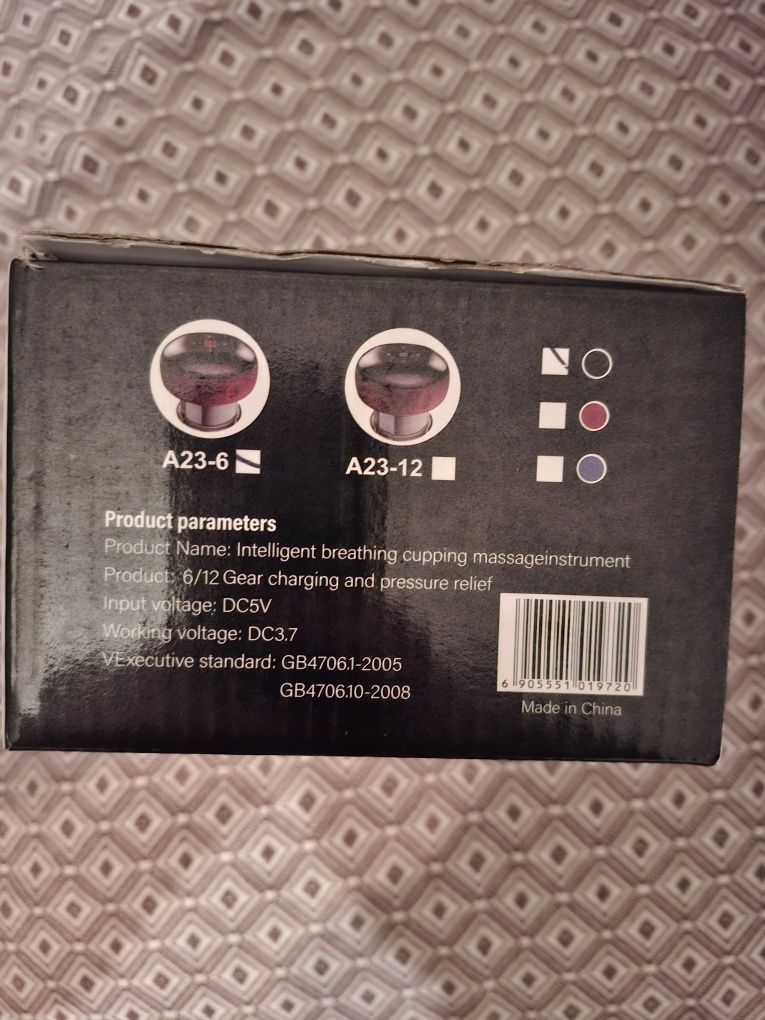 A23-6
A23-12
Product parameters
Product Name: Intelligent breathing cupping massageinstrument
Product: 6/12 Gear charging and pressure relief
Input voltage: DC5V
Working voltage: DC3.7
VExecutive standard: GB4706.1-2005
GB4706.10-2008
6 905551 019720
Made in China